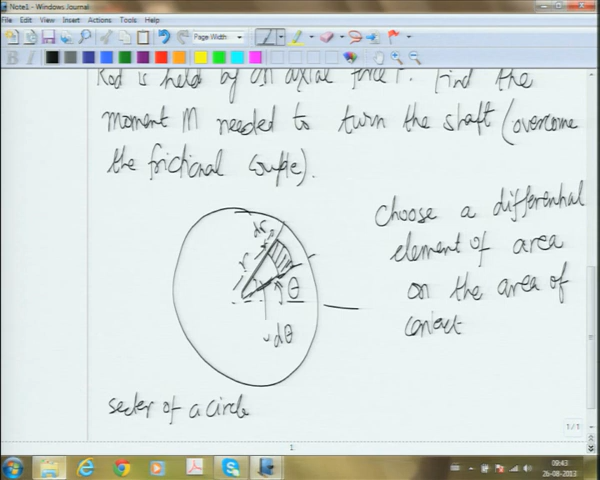 Note1 - Windows Journal
File Edit View Insert Actions Tools Help
Page Width
B I
Rod is held by an axial force P. Find the
moment M needed to turn the shaft (overcome
the frictional couple).
Choose a differential
element of area
on the area of
contact
dr
r
θ
dθ
sector of a circle
1/1
1
09:43
26-08-2013